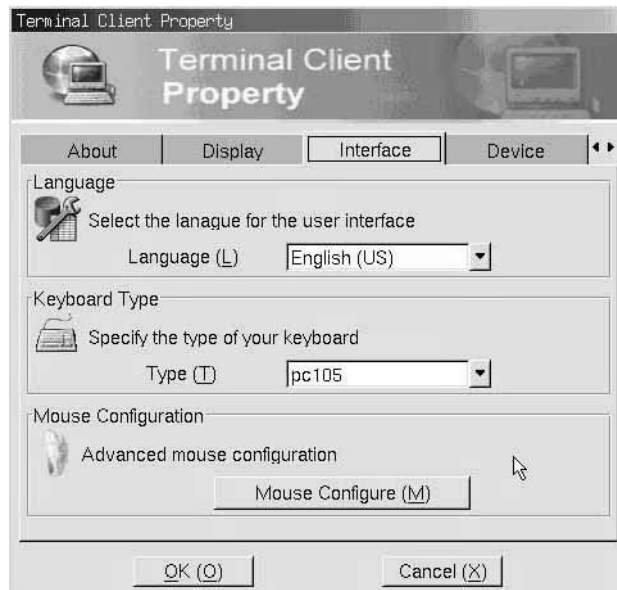 Terminal Client Property
Terminal Client
Property
About Display Interface Device
Language
Select the lanague for the user interface
Language (L) English (US)
Keyboard Type
Specify the type of your keyboard
Type (T) pc105
Mouse Configuration
Advanced mouse configuration
Mouse Configure (M)
OK (O) Cancel (X)